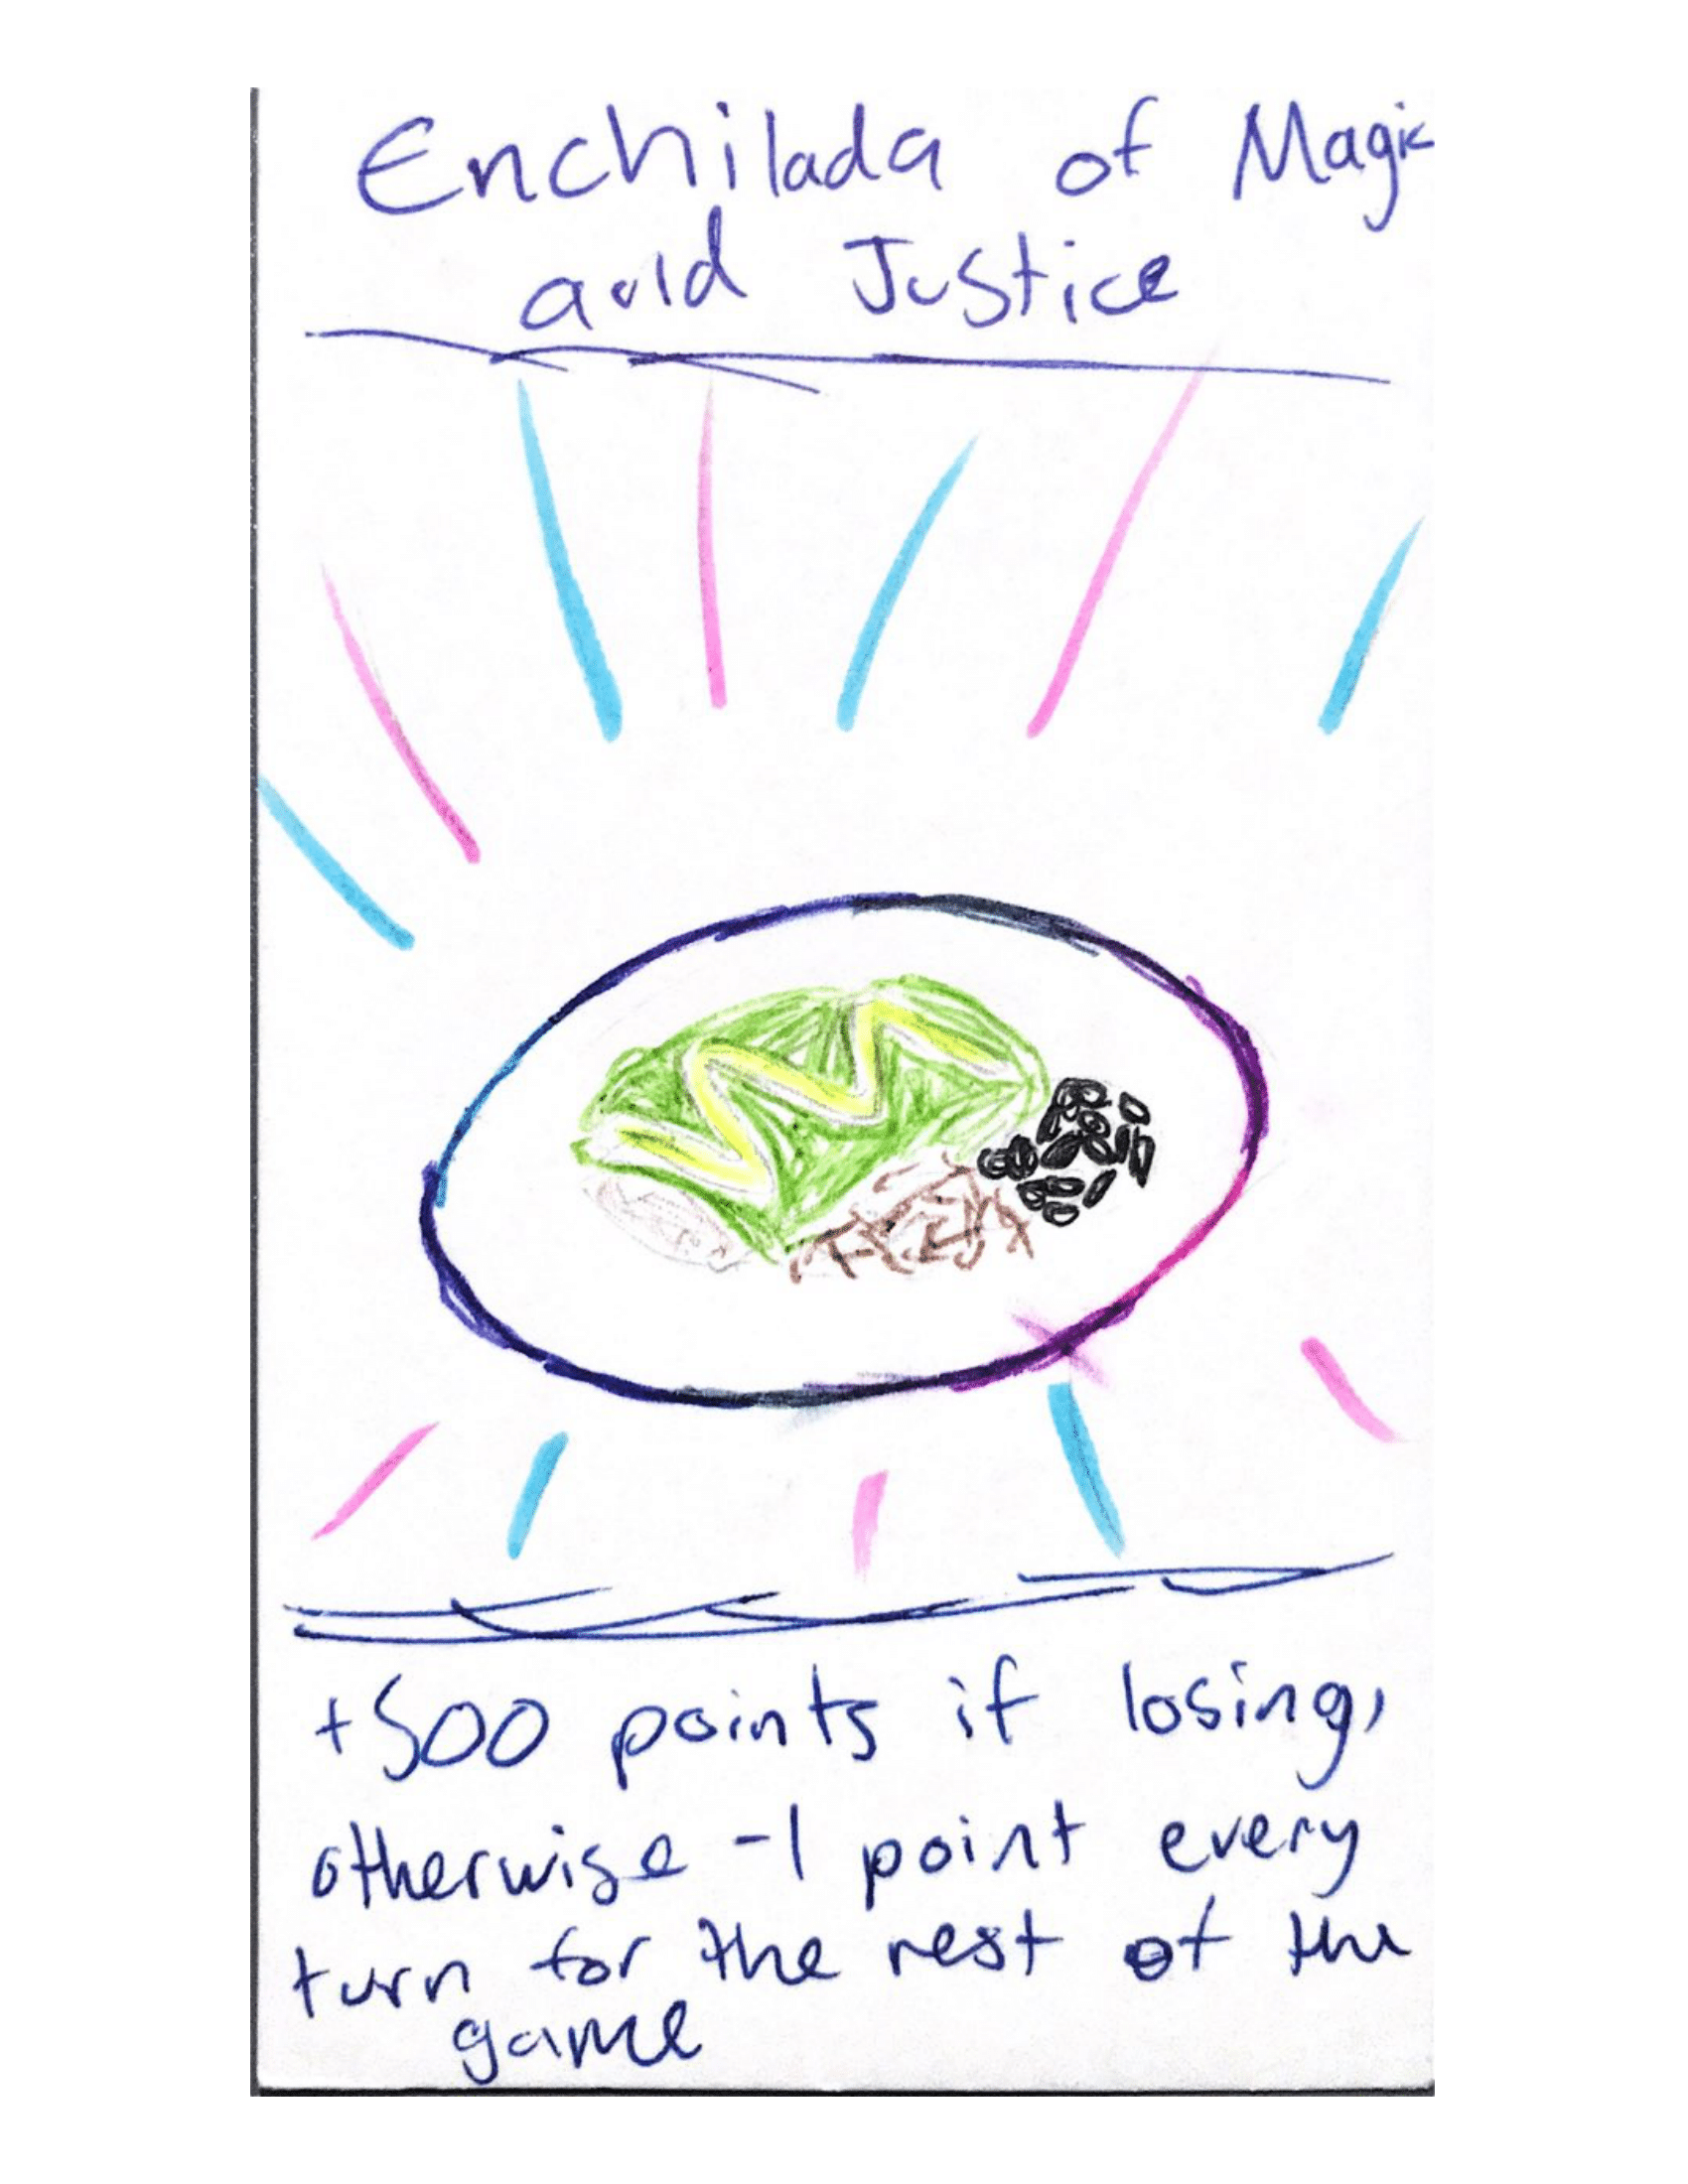 Enchilada of Magic
and Justice
+500 points if losing,
otherwise -1 point every
turn for the rest of the
game